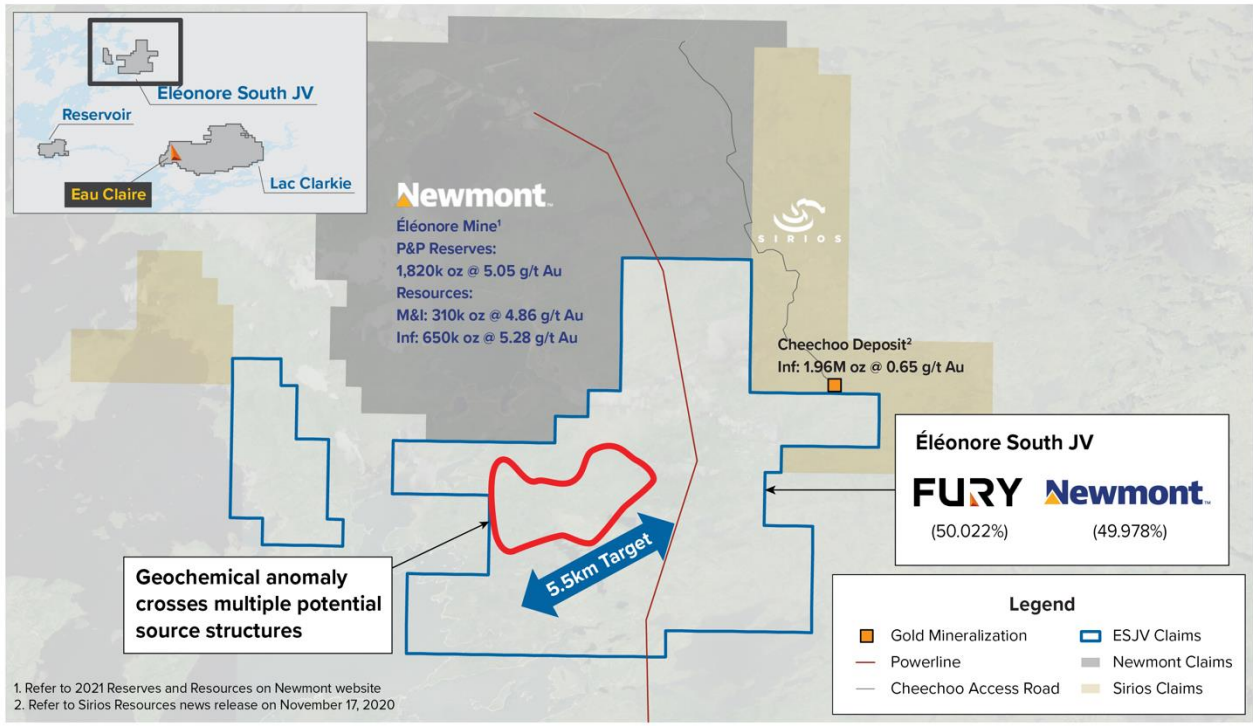 Éléonore South JV
Reservoir
Eau Claire
Lac Clarkie
Newmont™
Éléonore Mine¹
P&P Reserves:
1,820k oz @ 5.05 g/t Au
Resources:
M&I: 310k oz @ 4.86 g/t Au
Inf: 650k oz @ 5.28 g/t Au
SIRIOS
Cheechoo Deposit²
Inf: 1.96M oz @ 0.65 g/t Au
Éléonore South JV
FURY Newmont™
(50.022%) (49.978%)
5.5km Target
Geochemical anomaly
crosses multiple potential
source structures
Legend
Gold Mineralization ESJV Claims
Powerline Newmont Claims
Cheechoo Access Road Sirios Claims
1. Refer to 2021 Reserves and Resources on Newmont website
2. Refer to Sirios Resources news release on November 17, 2020